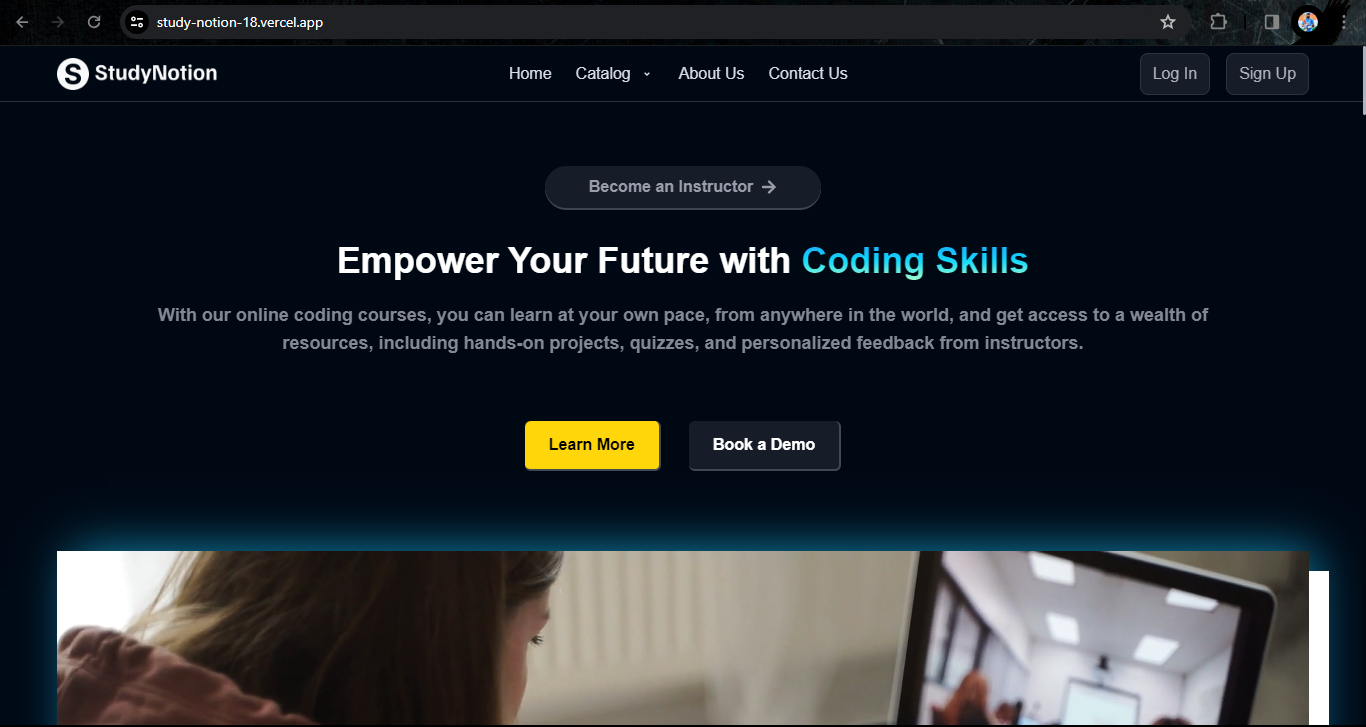 study-notion-18.vercel.app
S StudyNotion Home Catalog About Us Contact Us Log In Sign Up
Become an Instructor →
Empower Your Future with Coding Skills
With our online coding courses, you can learn at your own pace, from anywhere in the world, and get access to a wealth of
resources, including hands-on projects, quizzes, and personalized feedback from instructors.
Learn More Book a Demo